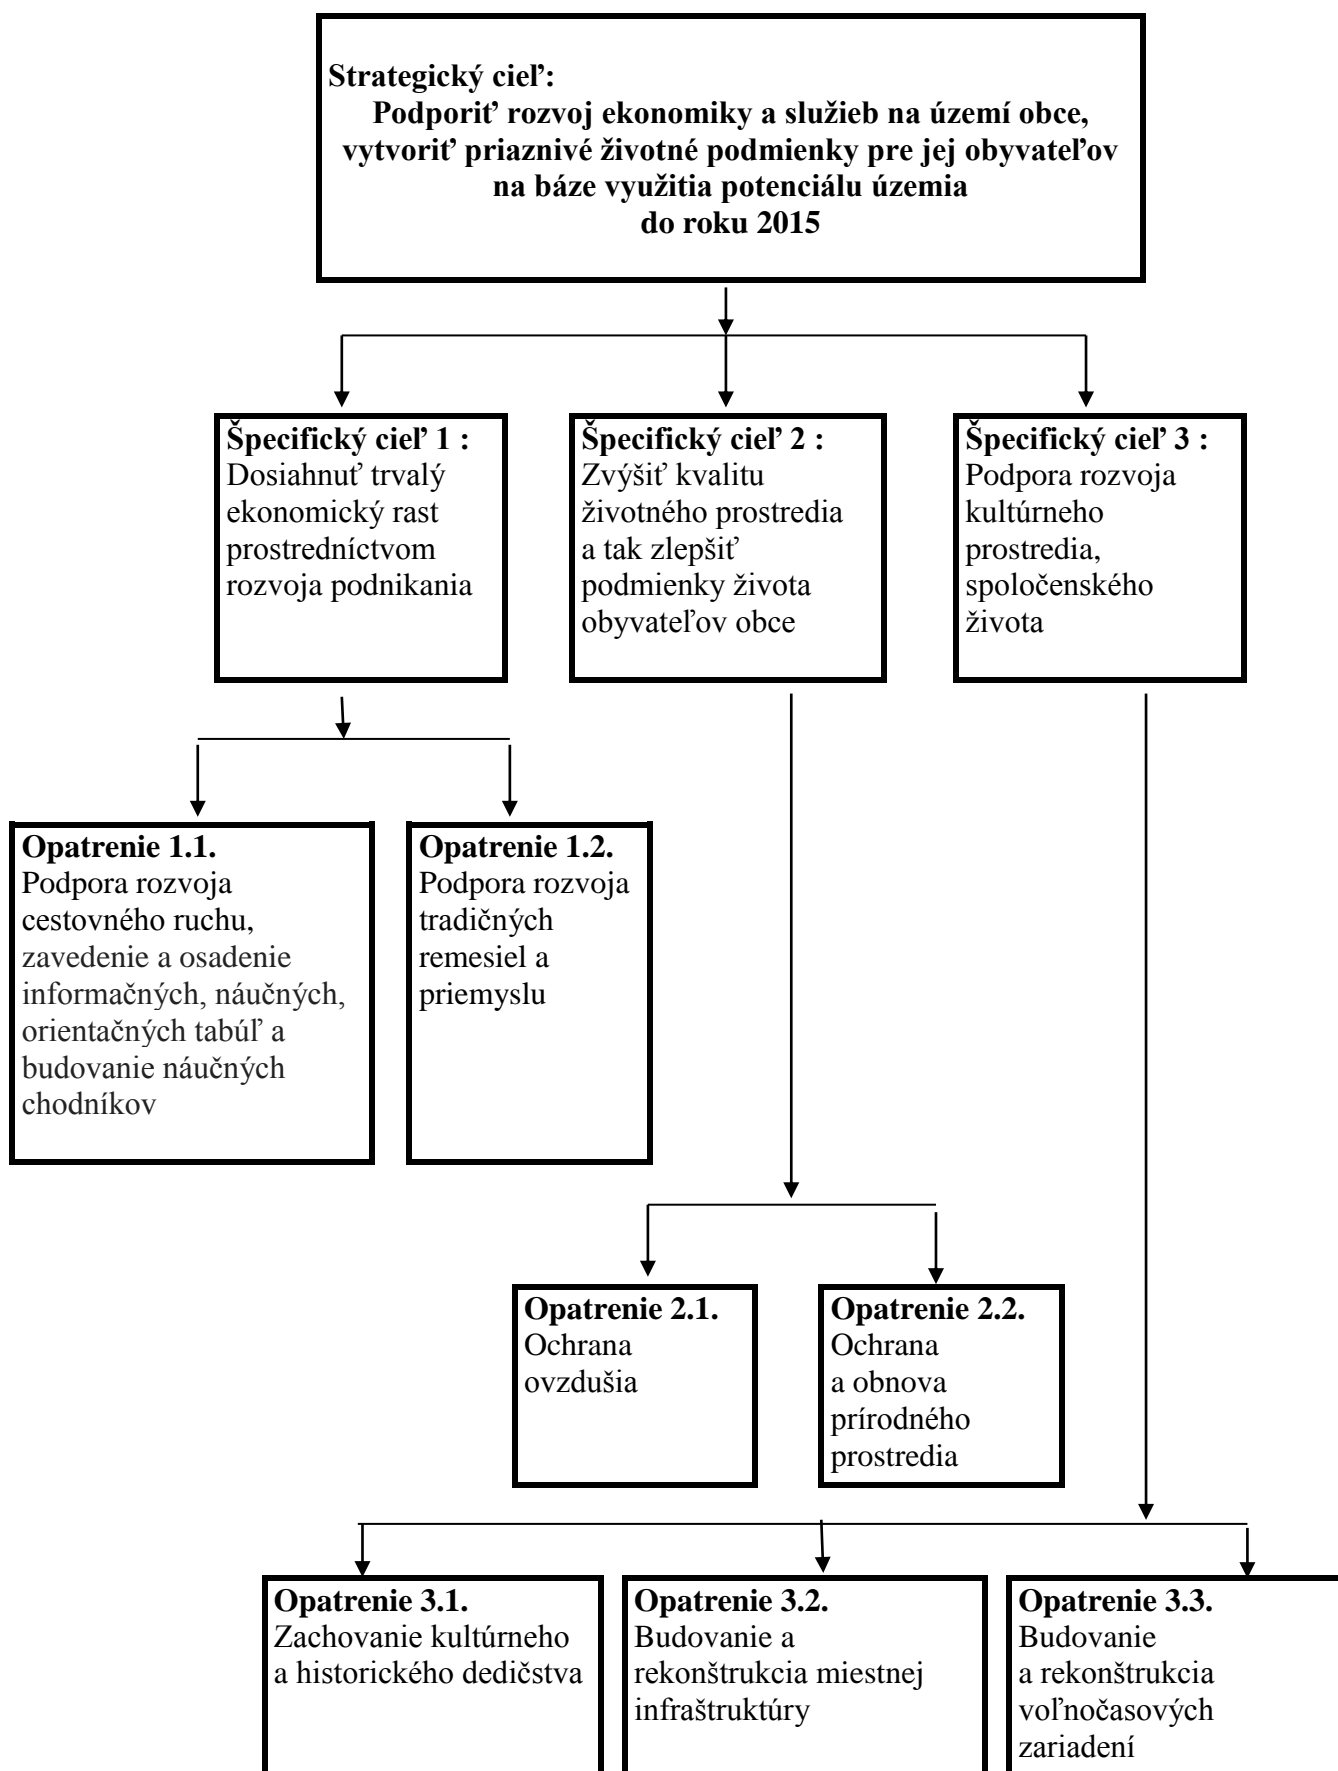 Strategický cieľ:
Podporiť rozvoj ekonomiky a služieb na území obce,
vytvoriť priaznivé životné podmienky pre jej obyvateľov
na báze využitia potenciálu územia
do roku 2015
Špecifický cieľ 1 :
Dosiahnuť trvalý
ekonomický rast
prostredníctvom
rozvoja podnikania
Špecifický cieľ 2 :
Zvýšiť kvalitu
životného prostredia
a tak zlepšiť
podmienky života
obyvateľov obce
Špecifický cieľ 3 :
Podpora rozvoja
kultúrneho
prostredia,
spoločenského
života
Opatrenie 1.1.
Podpora rozvoja
cestovného ruchu,
zavedenie a osadenie
informačných, náučných,
orientačných tabúľ a
budovanie náučných
chodníkov
Opatrenie 1.2.
Podpora rozvoja
tradičných
remesiel a
priemyslu
Opatrenie 2.1.
Ochrana
ovzdušia
Opatrenie 2.2.
Ochrana
a obnova
prírodného
prostredia
Opatrenie 3.1.
Zachovanie kultúrneho
a historického dedičstva
Opatrenie 3.2.
Budovanie a
rekonštrukcia miestnej
infraštruktúry
Opatrenie 3.3.
Budovanie
a rekonštrukcia
voľnočasových
zariadení